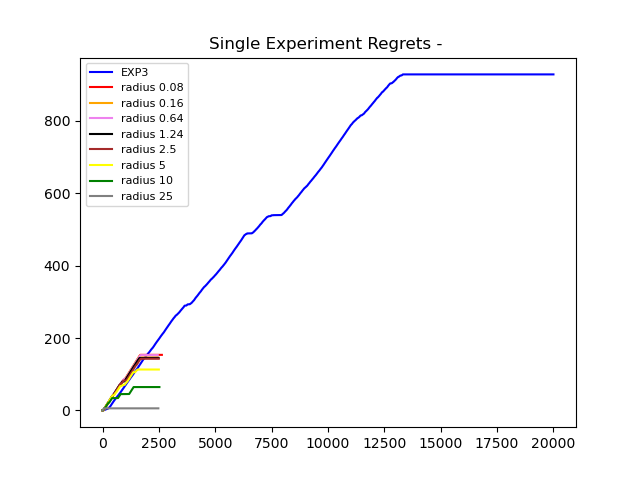 Single Experiment Regrets -
EXP3
radius 0.08
radius 0.16
radius 0.64
radius 1.24
radius 2.5
radius 5
radius 10
radius 25
800
600
400
200
0
0 2500 5000 7500 10000 12500 15000 17500 20000